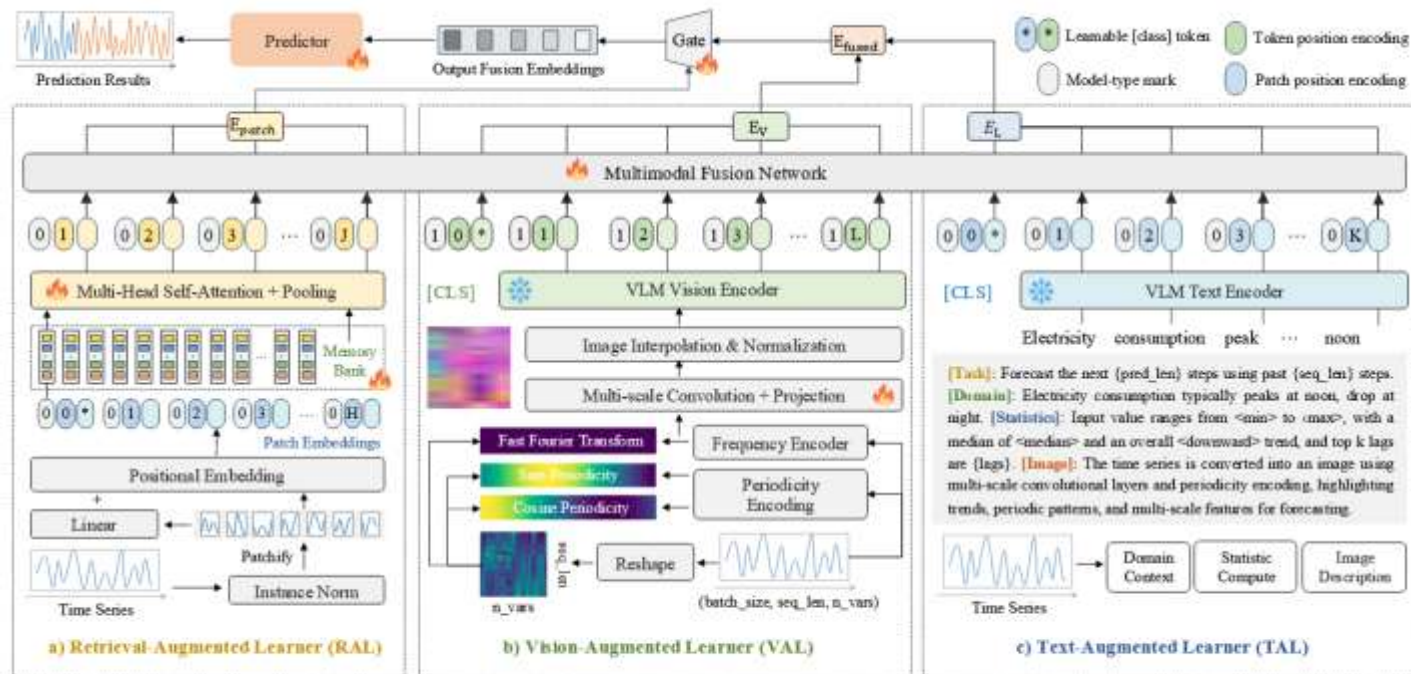 Prediction Results
Predictor
Output Fusion Embeddings
Gate
E_fused
* * Learnable [class] token
Token position encoding
Model-type mark
Patch position encoding
E_patch
E_V
E_L
Multimodal Fusion Network
0 1 0 2 0 3 ... 0 J
1 0 * 1 1 1 2 1 3 ... 1 L
0 0 * 0 1 0 2 0 3 ... 0 K
Multi-Head Self-Attention + Pooling
Memory
Bank
0 0 * 0 1 0 2 0 3 ... 0 H
Patch Embeddings
Positional Embedding
+
Linear
Patchify
Time Series
Instance Norm
a) Retrieval-Augmented Learner (RAL)
[CLS]
VLM Vision Encoder
Image Interpolation & Normalization
Multi-scale Convolution + Projection
Fast Fourier Transform
Frequency Encoder
Sine Periodicity
Cosine Periodicity
Periodicity
Encoding
seq_len
Reshape
n_vars
(batch_size, seq_len, n_vars)
b) Vision-Augmented Learner (VAL)
[CLS]
VLM Text Encoder
Electricity consumption peak ... noon
[Task]: Forecast the next {pred_len} steps using past {seq_len} steps.
[Domain]: Electricity consumption typically peaks at noon, drop at
night. [Statistics]: Input value ranges from <min> to <max>, with a
median of <median> and an overall <downward> trend, and top k lags
are {lags}. [Image]: The time series is converted into an image using
multi-scale convolutional layers and periodicity encoding, highlighting
trends, periodic patterns, and multi-scale features for forecasting.
Time Series
Domain
Context
Statistic
Compute
Image
Description
c) Text-Augmented Learner (TAL)